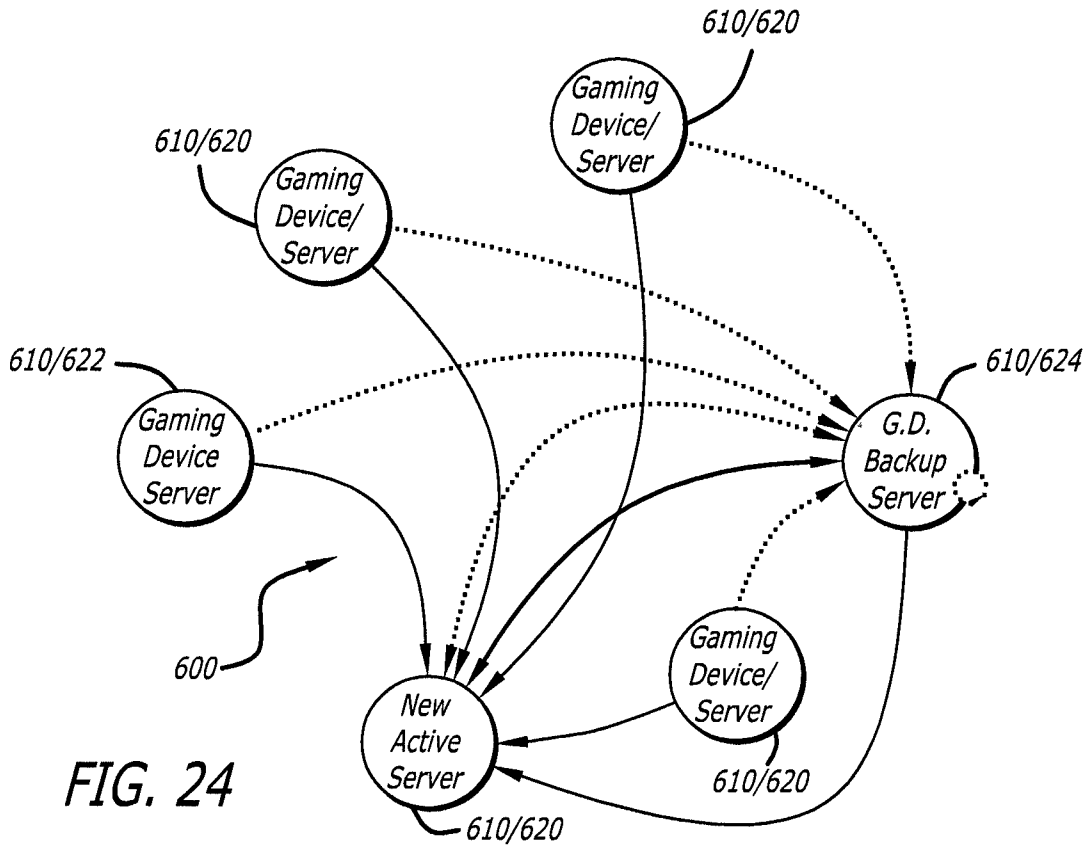 610/620
Gaming
Device/
Server
610/620
Gaming
Device/
Server
610/622
Gaming
Device
Server
610/624
G.D.
Backup
Server
600
New
Active
Server
610/620
Gaming
Device/
Server
610/620
FIG. 24